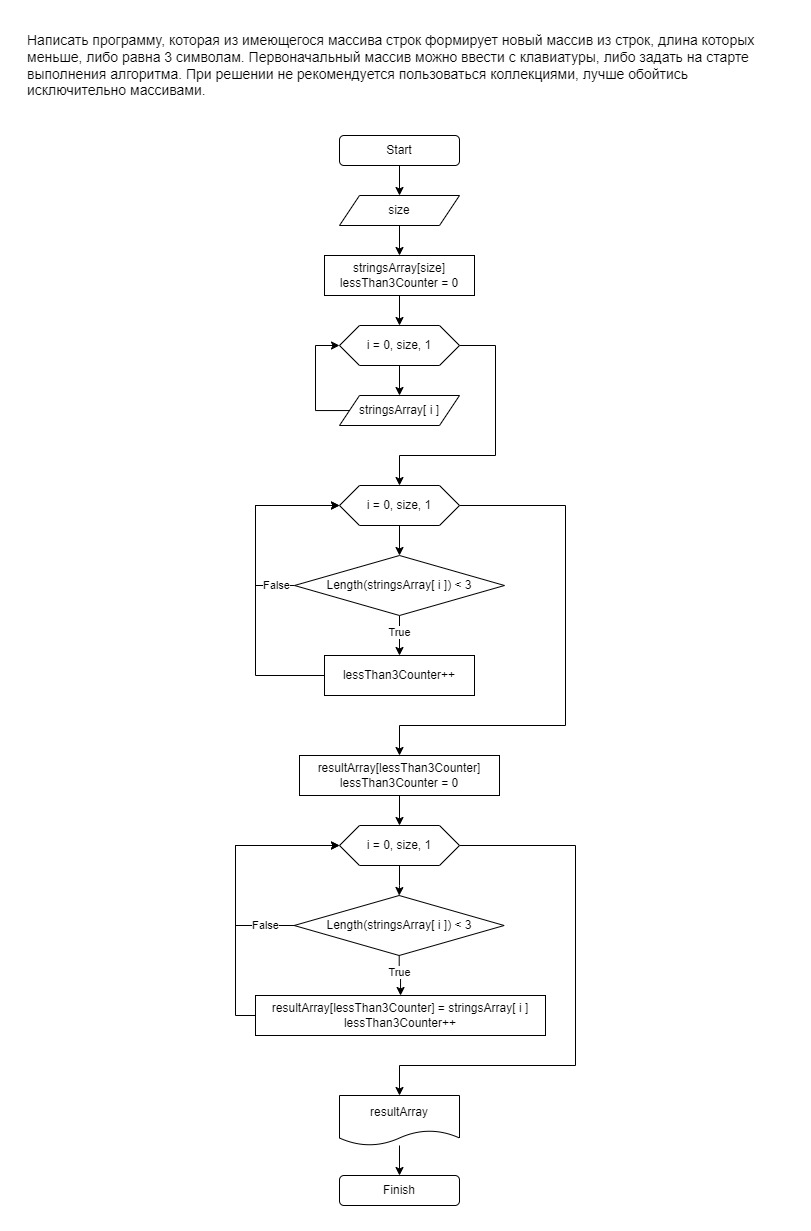 Написать программу, которая из имеющегося массива строк формирует новый массив из строк, длина которых
меньше, либо равна 3 символам. Первоначальный массив можно ввести с клавиатуры, либо задать на старте
выполнения алгоритма. При решении не рекомендуется пользоваться коллекциями, лучше обойтись
исключительно массивами.
Start
size
stringsArray[size]
lessThan3Counter = 0
i = 0, size, 1
stringsArray[ i ]
i = 0, size, 1
Length(stringsArray[ i ]) < 3
False
True
lessThan3Counter++
resultArray[lessThan3Counter]
lessThan3Counter = 0
i = 0, size, 1
Length(stringsArray[ i ]) < 3
False
True
resultArray[lessThan3Counter] = stringsArray[ i ]
lessThan3Counter++
resultArray
Finish